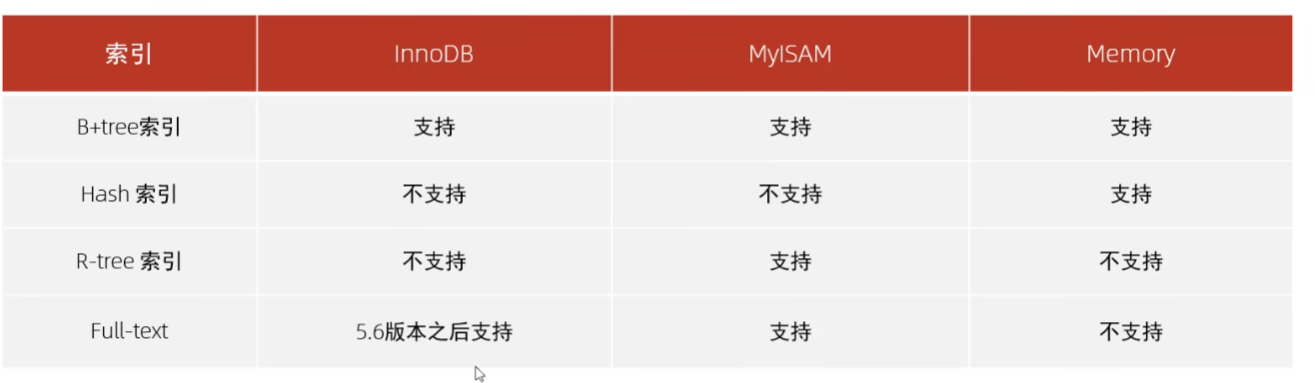 索引 InnoDB MyISAM Memory
B+tree索引 支持 支持 支持
Hash 索引 不支持 不支持 支持
R-tree 索引 不支持 支持 不支持
Full-text 5.6版本之后支持 支持 不支持